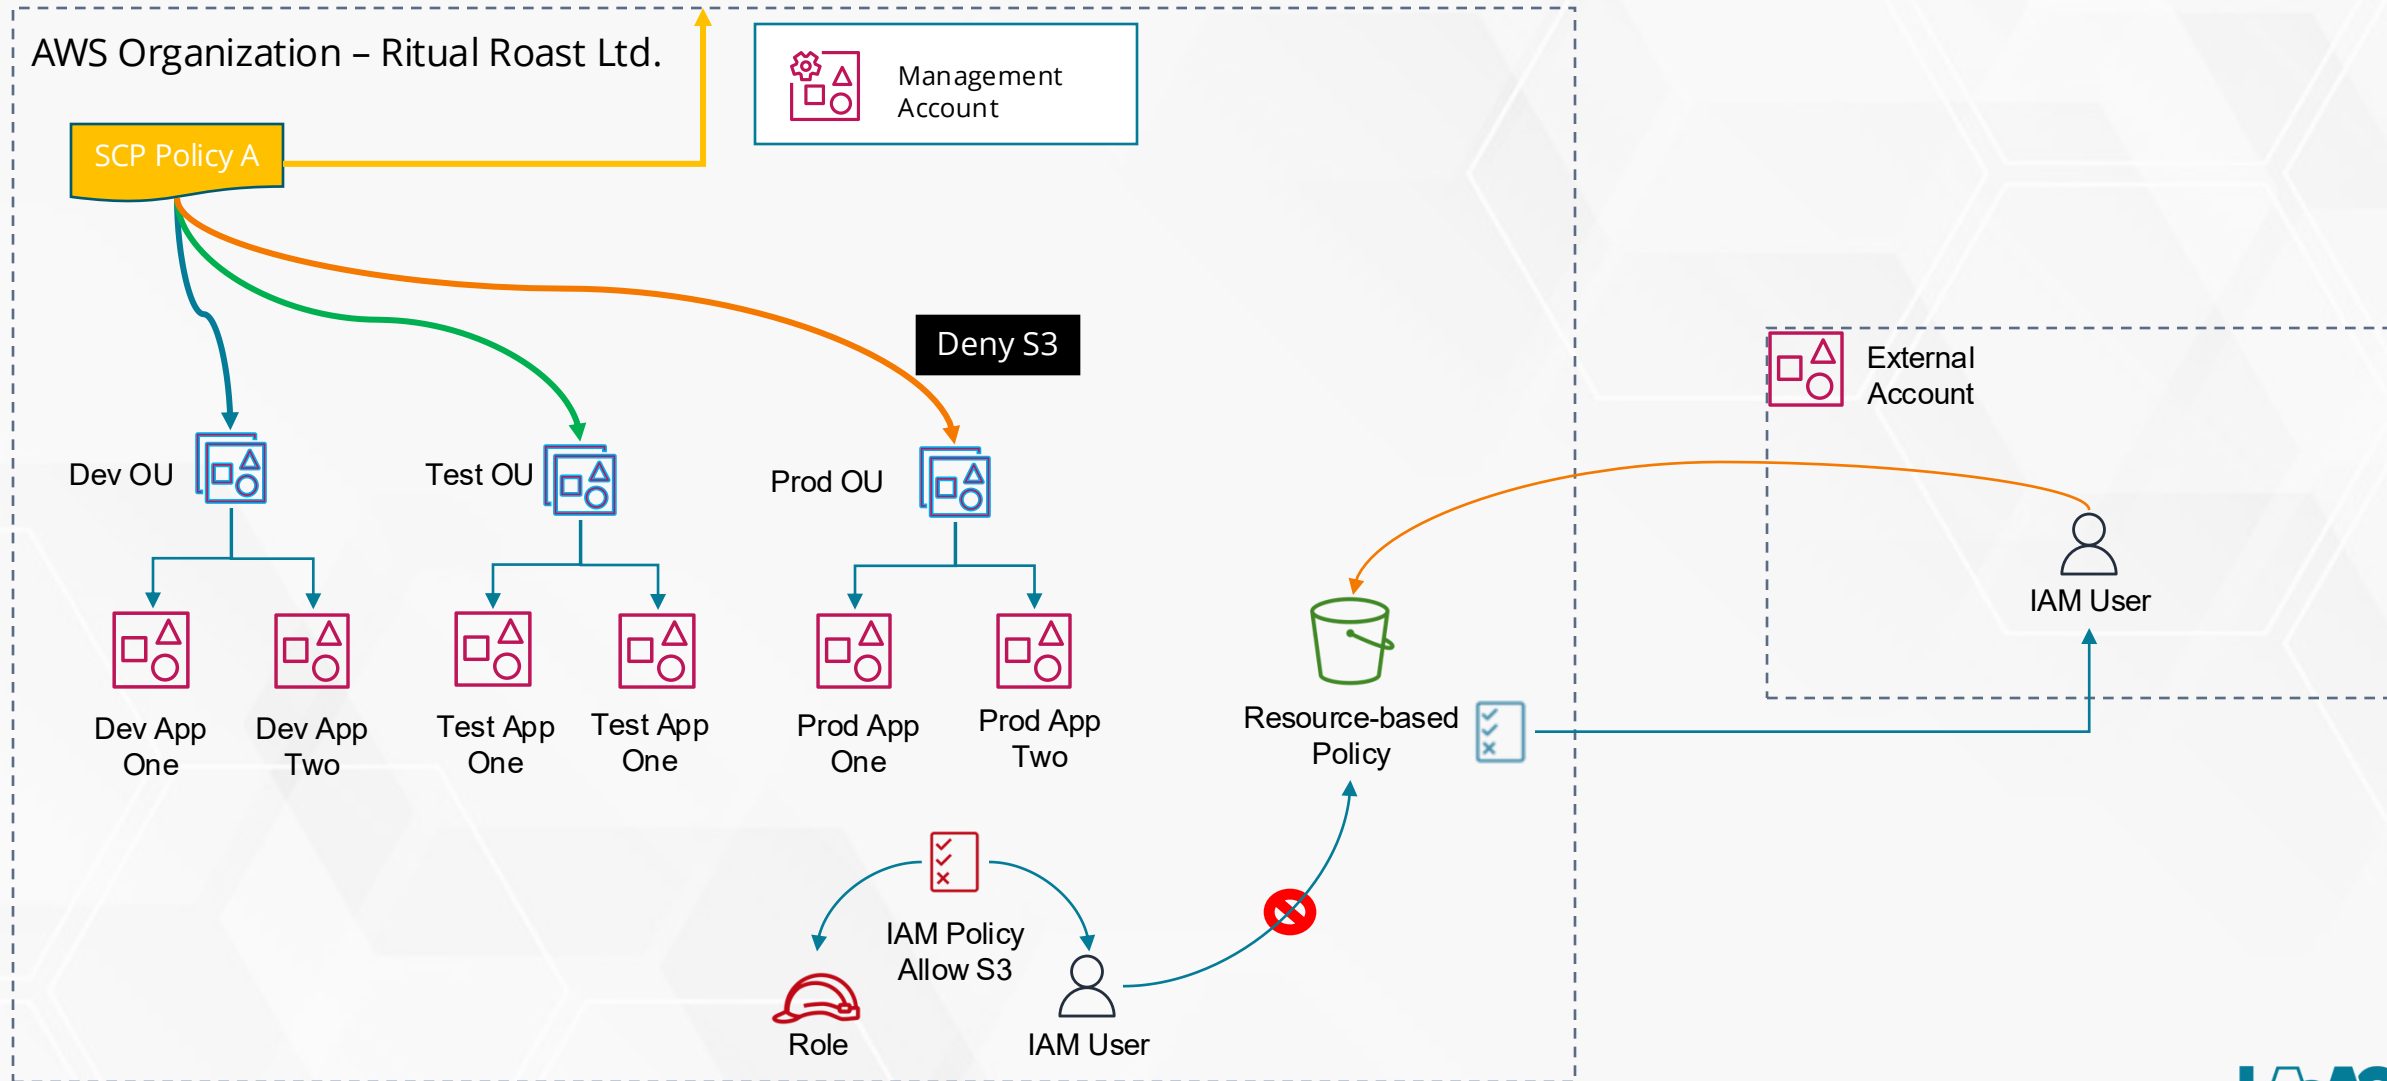 AWS Organization – Ritual Roast Ltd.
Management
Account
SCP Policy A
Deny S3
External
Account
Dev OU
Test OU
Prod OU
IAM User
Dev App
One
Dev App
Two
Test App
One
Test App
One
Prod App
One
Prod App
Two
Resource-based
Policy
IAM Policy
Allow S3
Role
IAM User